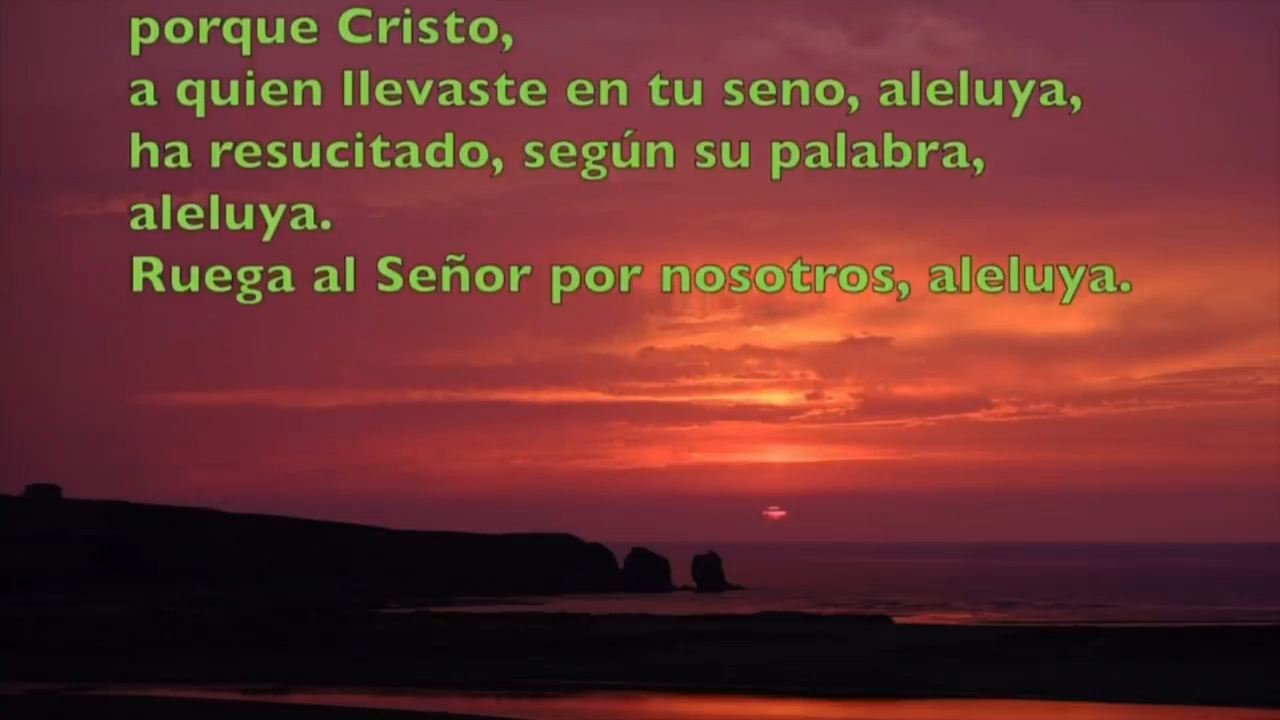 porque Cristo,
a quien llevaste en tu seno, aleluya,
ha resucitado, según su palabra,
aleluya.
Ruega al Señor por nosotros, aleluya.